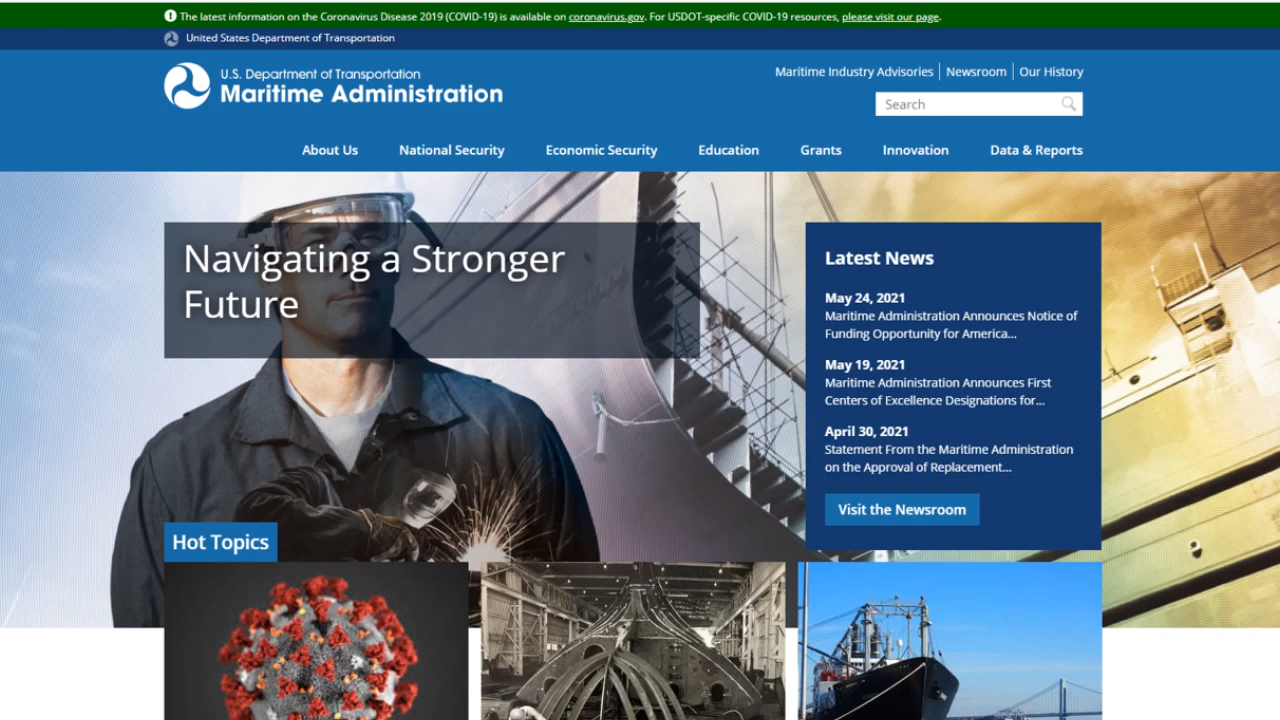 The latest information on the Coronavirus Disease 2019 (COVID-19) is available on coronavirus.gov. For USDOT-specific COVID-19 resources, please visit our page.
United States Department of Transportation
U.S. Department of Transportation
Maritime Administration
Maritime Industry Advisories
Newsroom
Our History
Search
About Us
National Security
Economic Security
Education
Grants
Innovation
Data & Reports
Navigating a Stronger
Future
Latest News
May 24, 2021
Maritime Administration Announces Notice of
Funding Opportunity for America...
May 19, 2021
Maritime Administration Announces First
Centers of Excellence Designations for...
April 30, 2021
Statement From the Maritime Administration
on the Approval of Replacement...
Visit the Newsroom
Hot Topics